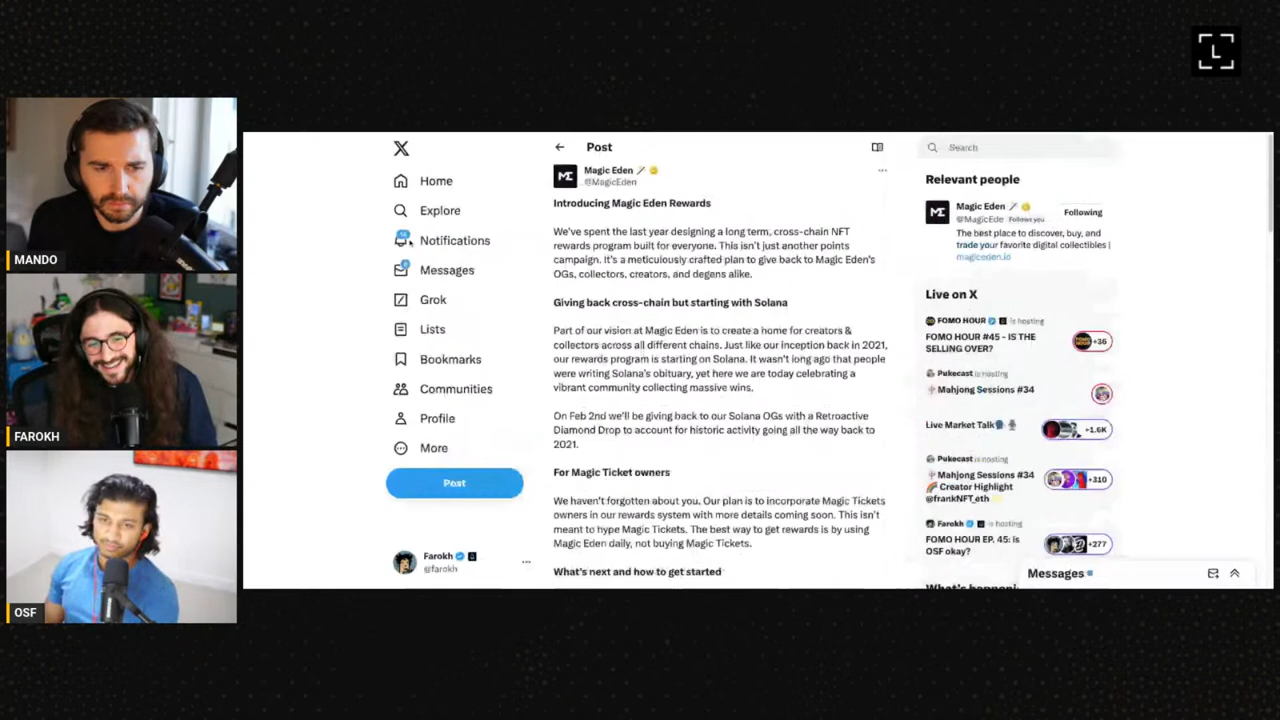 L
MANDO
FAROKH
OSF
Home
Explore
Notifications
Messages
Grok
Lists
Bookmarks
Communities
Profile
More
Post
Farokh
@farokh
Post
ME
Magic Eden
@MagicEden
Introducing Magic Eden Rewards
We've spent the last year designing a long term, cross-chain NFT
rewards program built for everyone. This isn't just another points
campaign. It's a meticulously crafted plan to give back to Magic Eden's
OGs, collectors, creators, and degens alike.
Giving back cross-chain but starting with Solana
Part of our vision at Magic Eden is to create a home for creators &
collectors across all different chains. Just like our inception back in 2021,
our rewards program is starting on Solana. It wasn't long ago that people
were writing Solana's obituary, yet here we are today celebrating a
vibrant community collecting massive wins.
On Feb 2nd we'll be giving back to our Solana OGs with a Retroactive
Diamond Drop to account for historic activity going all the way back to
2021.
For Magic Ticket owners
We haven't forgotten about you. Our plan is to incorporate Magic Tickets
owners in our rewards system with more details coming soon. This isn't
meant to hype Magic Tickets. The best way to get rewards is by using
Magic Eden daily, not buying Magic Tickets.
What's next and how to get started
Search
Relevant people
ME
Magic Eden
@MagicEde Follows you
Following
The best place to discover, buy, and
trade your favorite digital collectibles |
magiceden.io
Live on X
FOMO HOUR is hosting
FOMO HOUR #45 - IS THE
SELLING OVER?
+36
Pukecast is hosting
Mahjong Sessions #34
Live Market Talk
+1.6K
Pukecast is hosting
Mahjong Sessions #34
Creator Highlight
@frankNFT_eth
+310
Farokh is hosting
FOMO HOUR EP. 45: is
OSF okay?
+277
What's happeni
Messages